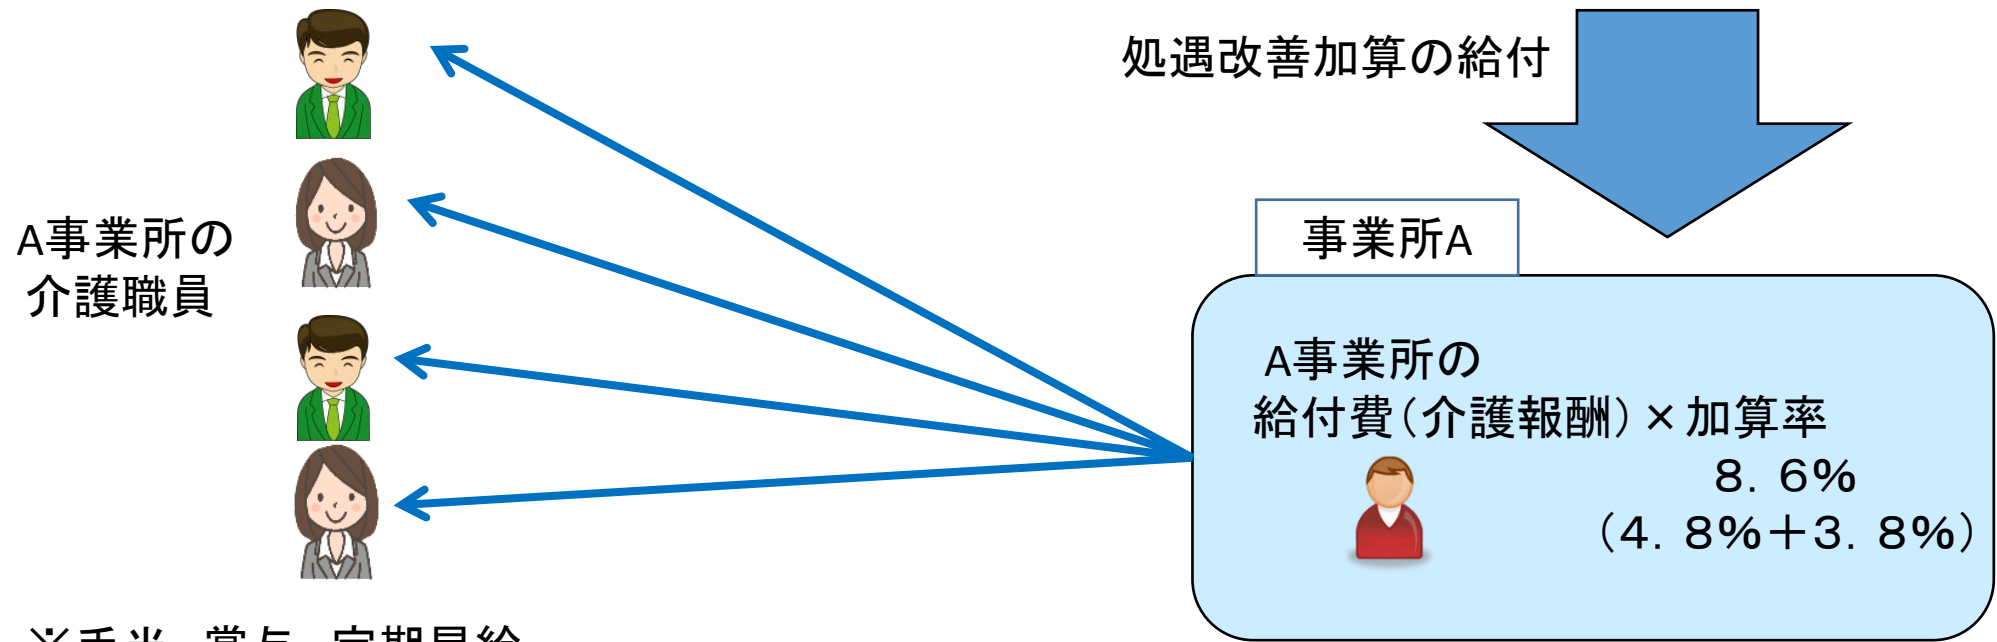 処遇改善加算の給付
A事業所の
介護職員
事業所A
A事業所の
給付費（介護報酬）×加算率
８．６％
（４．８％＋３．８％）